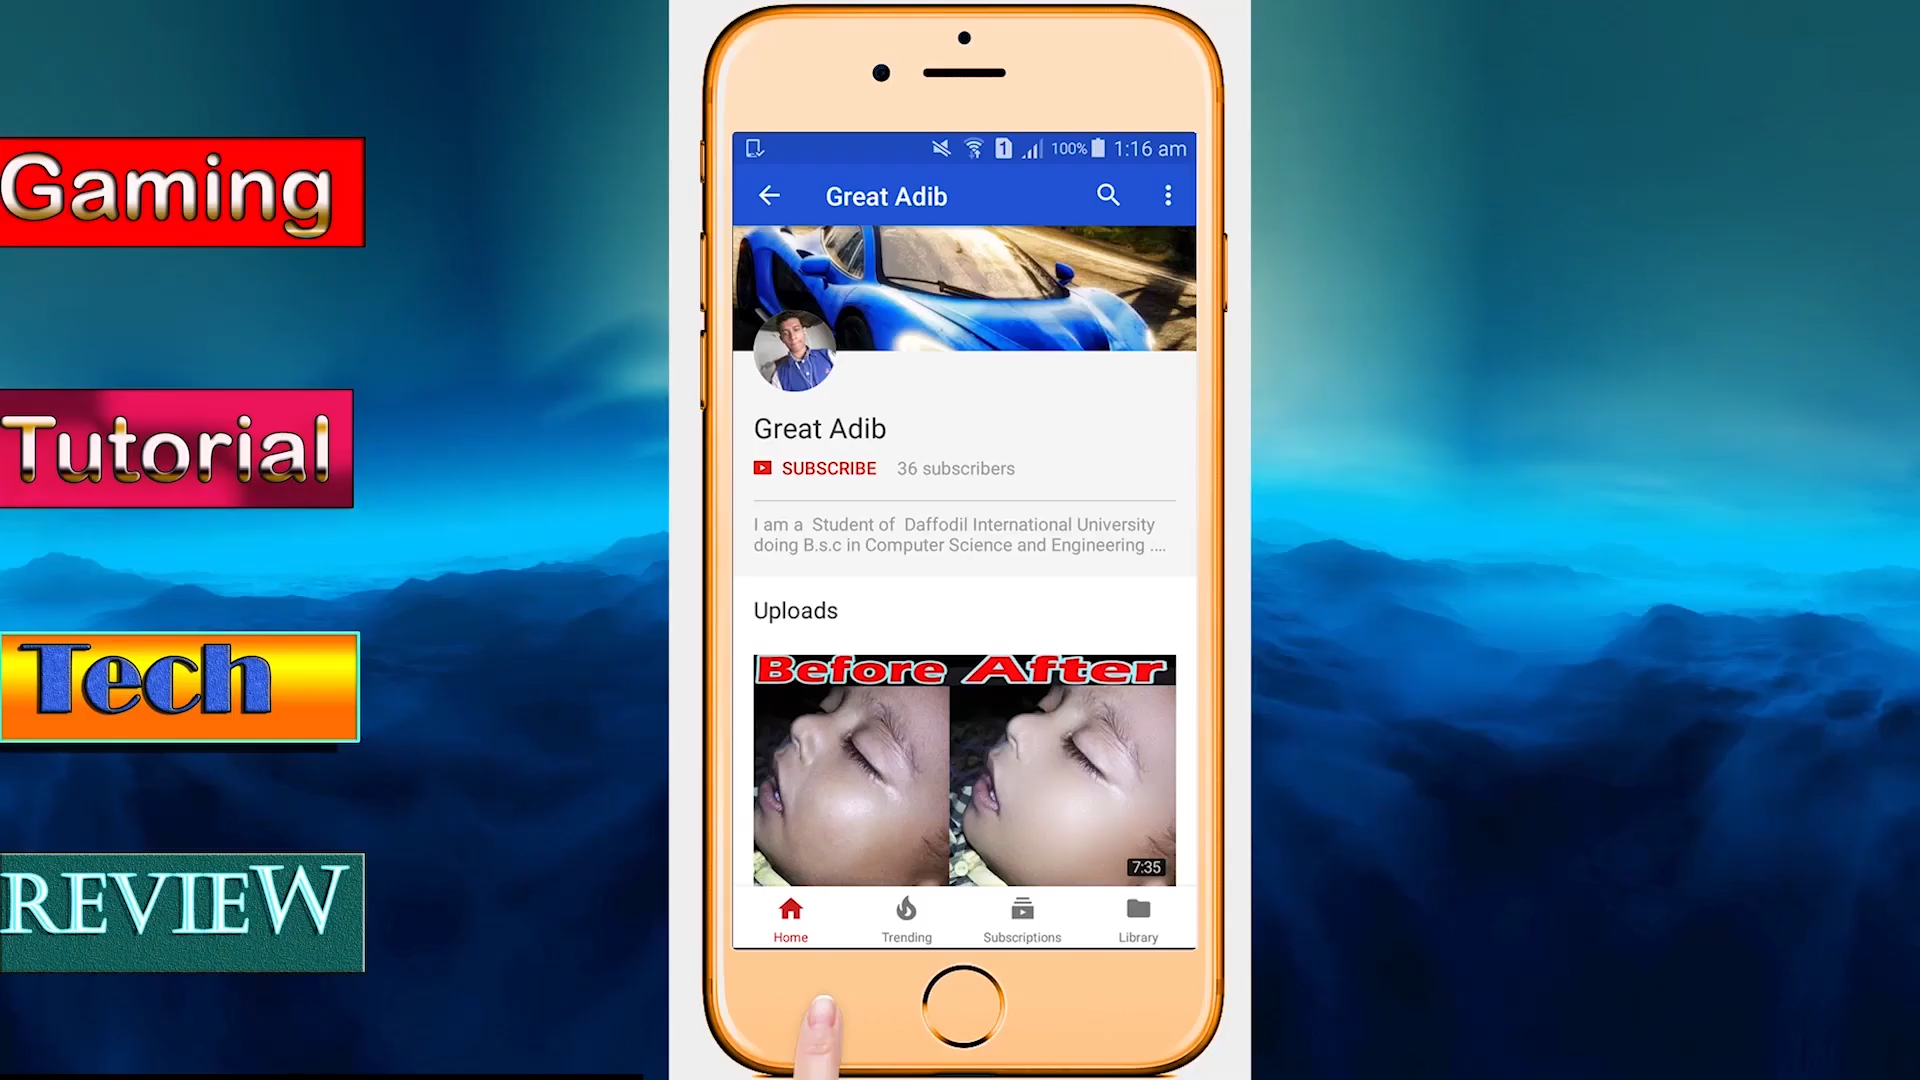 Gaming
Tutorial
Tech
REVIEW
1 100% 1:16 am
Great Adib
Great Adib
SUBSCRIBE 36 subscribers
I am a Student of Daffodil International University
doing B.s.c in Computer Science and Engineering ....
Uploads
Before After
7:35
Home Trending Subscriptions Library